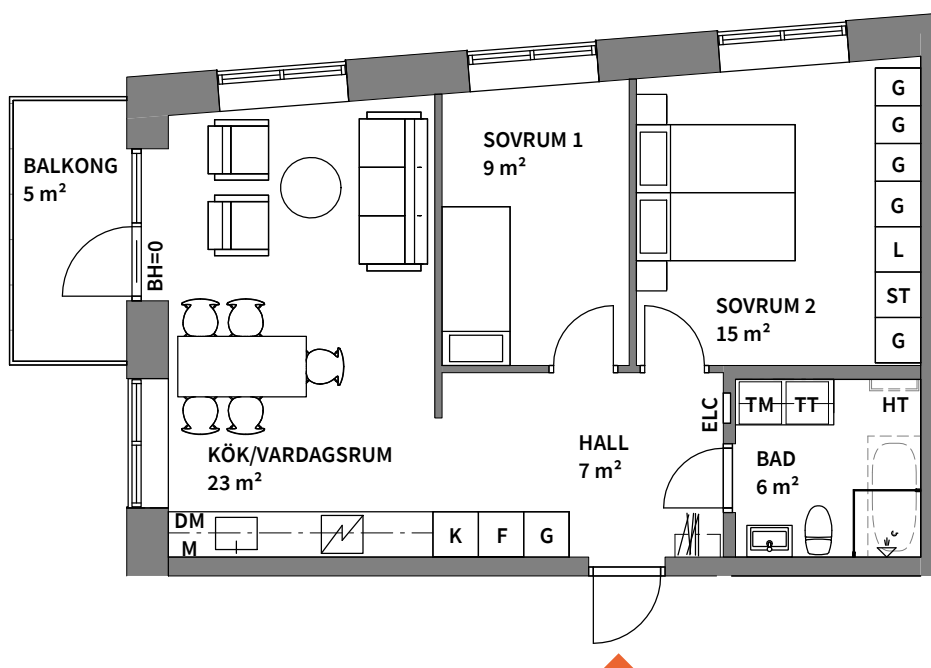 BALKONG
5 m²
BH=0
SOVRUM 1
9 m²
SOVRUM 2
15 m²
G
G
G
G
L
ST
G
KÖK/VARDAGSRUM
23 m²
DM
M
K
F
G
HALL
7 m²
ELC
TM
TT
HT
BAD
6 m²